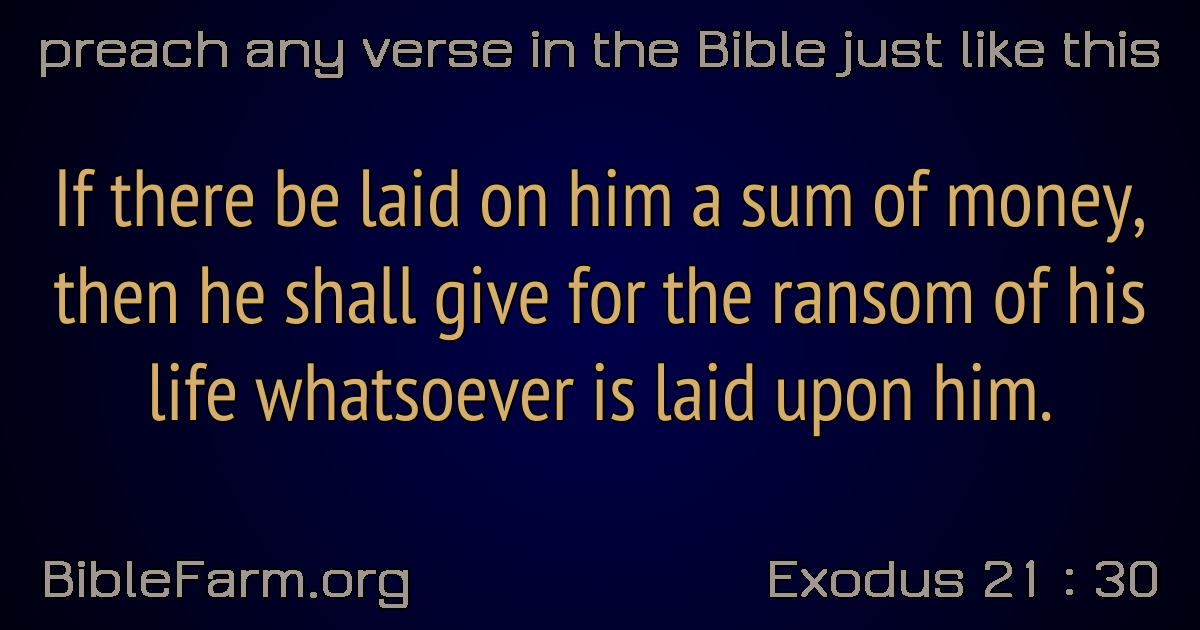 preach any verse in the Bible just like this
If there be laid on him a sum of money,
then he shall give for the ransom of his
life whatsoever is laid upon him.
BibleFarm.org
Exodus 21 : 30